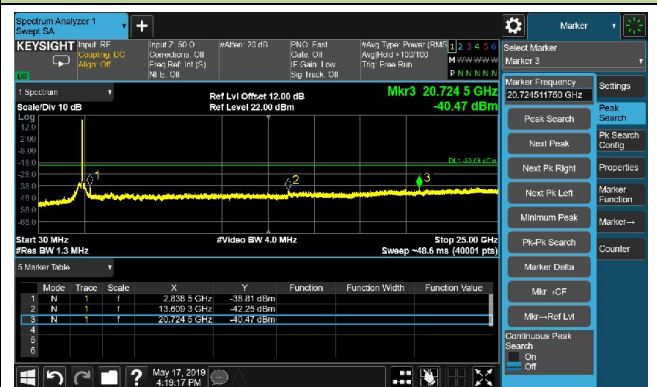 Spectrum Analyzer 1
Swept SA
Marker
KEYSIGHT
Input: RF
Coupling: DC
Align: Off
Input Z: 50 Ω
Corrections: Off
Freq Ref: Int (S)
NFE: Off
#Atten: 20 dB
PNO: Fast
Gate: Off
IF Gain: Low
Sig Track: Off
#Avg Type: Power (RMS
Avg|Hold >100/100
Trig: Free Run
1 2 3 4 5 6
M W W W W W
P N N N N N
Select Marker
Marker 3
1 Spectrum
Scale/Div 10 dB
Ref Lvl Offset 12.00 dB
Ref Level 22.00 dBm
Mkr3 20.724 5 GHz
-40.47 dBm
Log
12.0
2.00
-8.00
-18.0
-28.0
-38.0
-48.0
-58.0
-68.0
1
2
3
Start 30 MHz
#Res BW 1.3 MHz
#Video BW 4.0 MHz
Stop 25.00 GHz
Sweep ~48.6 ms (40001 pts)
5 Marker Table
Mode Trace Scale X Y Function Function Width Function Value
1 N 1 f 2.838 5 GHz -38.81 dBm
2 N 1 f 13.609 3 GHz -42.25 dBm
3 N 1 f 20.724 5 GHz -40.47 dBm
4
5
6
Marker Frequency
20.724511750 GHz
Peak Search
Next Peak
Next Pk Right
Next Pk Left
Minimum Peak
Pk-Pk Search
Marker Delta
Mkr→CF
Mkr→Ref Lvl
Continuous Peak
Search
On
Off
Settings
Peak
Search
Pk Search
Config
Properties
Marker
Function
Marker→
Counter
?
May 17, 2019
4:19:17 PM